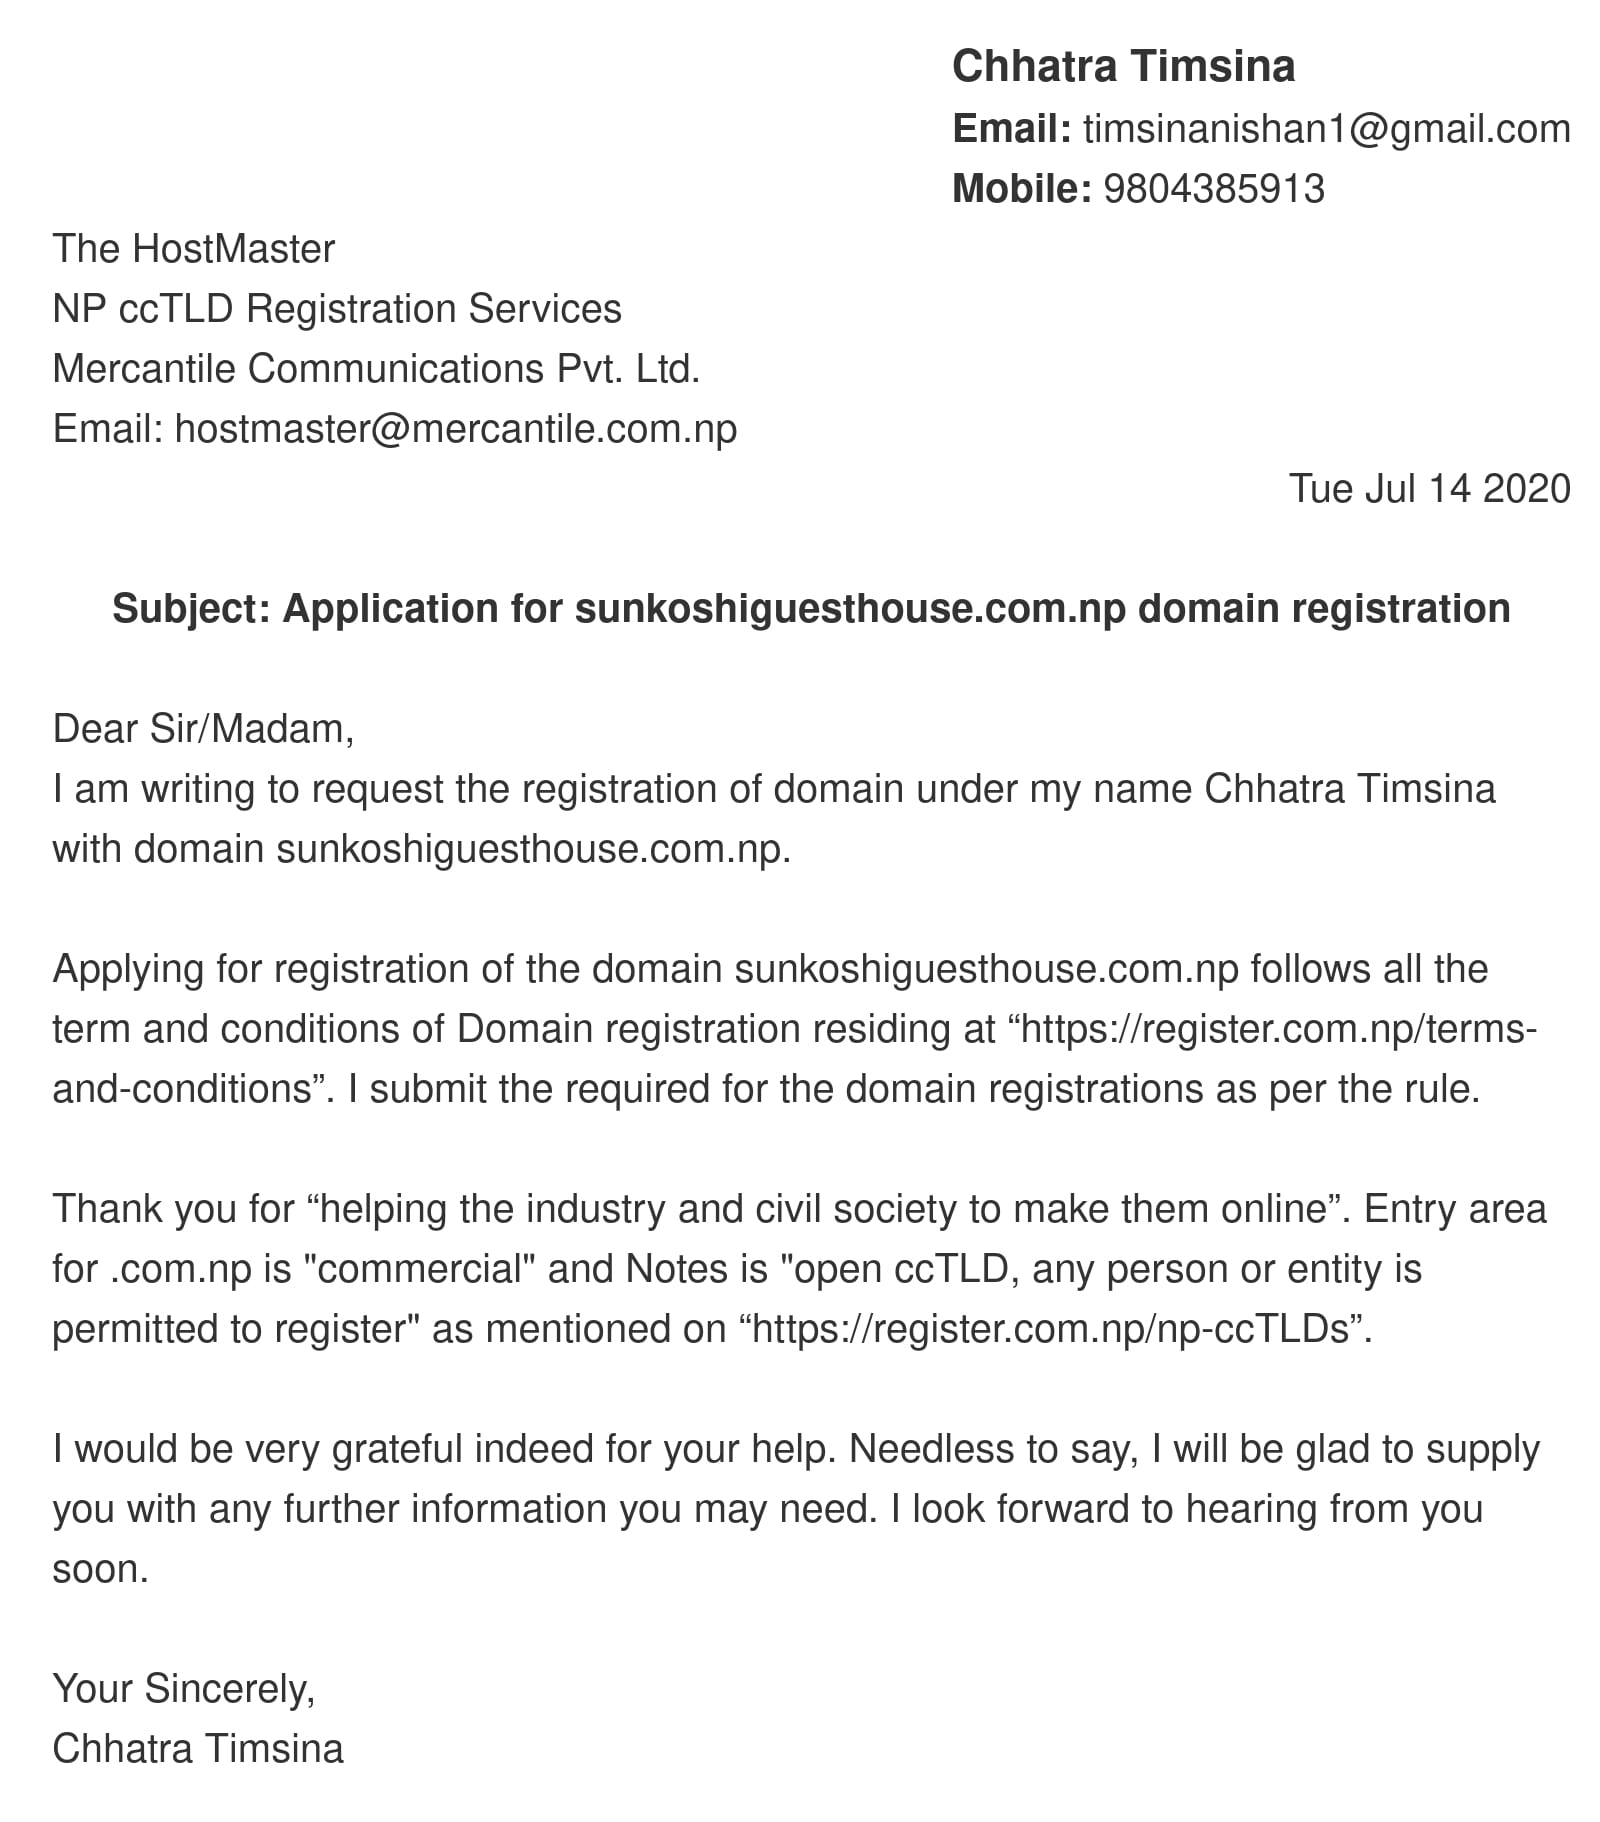 Chhatra Timsina
Email: timsinanishan1@gmail.com
Mobile: 9804385913
The HostMaster
NP ccTLD Registration Services
Mercantile Communications Pvt. Ltd.
Email: hostmaster@mercantile.com.np
Tue Jul 14 2020
Subject: Application for sunkoshiguesthouse.com.np domain registration
Dear Sir/Madam,
I am writing to request the registration of domain under my name Chhatra Timsina
with domain sunkoshiguesthouse.com.np.
Applying for registration of the domain sunkoshiguesthouse.com.np follows all the
term and conditions of Domain registration residing at “https://register.com.np/terms-
and-conditions”. I submit the required for the domain registrations as per the rule.
Thank you for “helping the industry and civil society to make them online”. Entry area
for .com.np is "commercial" and Notes is "open ccTLD, any person or entity is
permitted to register" as mentioned on “https://register.com.np/np-ccTLDs”.
I would be very grateful indeed for your help. Needless to say, I will be glad to supply
you with any further information you may need. I look forward to hearing from you
soon.
Your Sincerely,
Chhatra Timsina